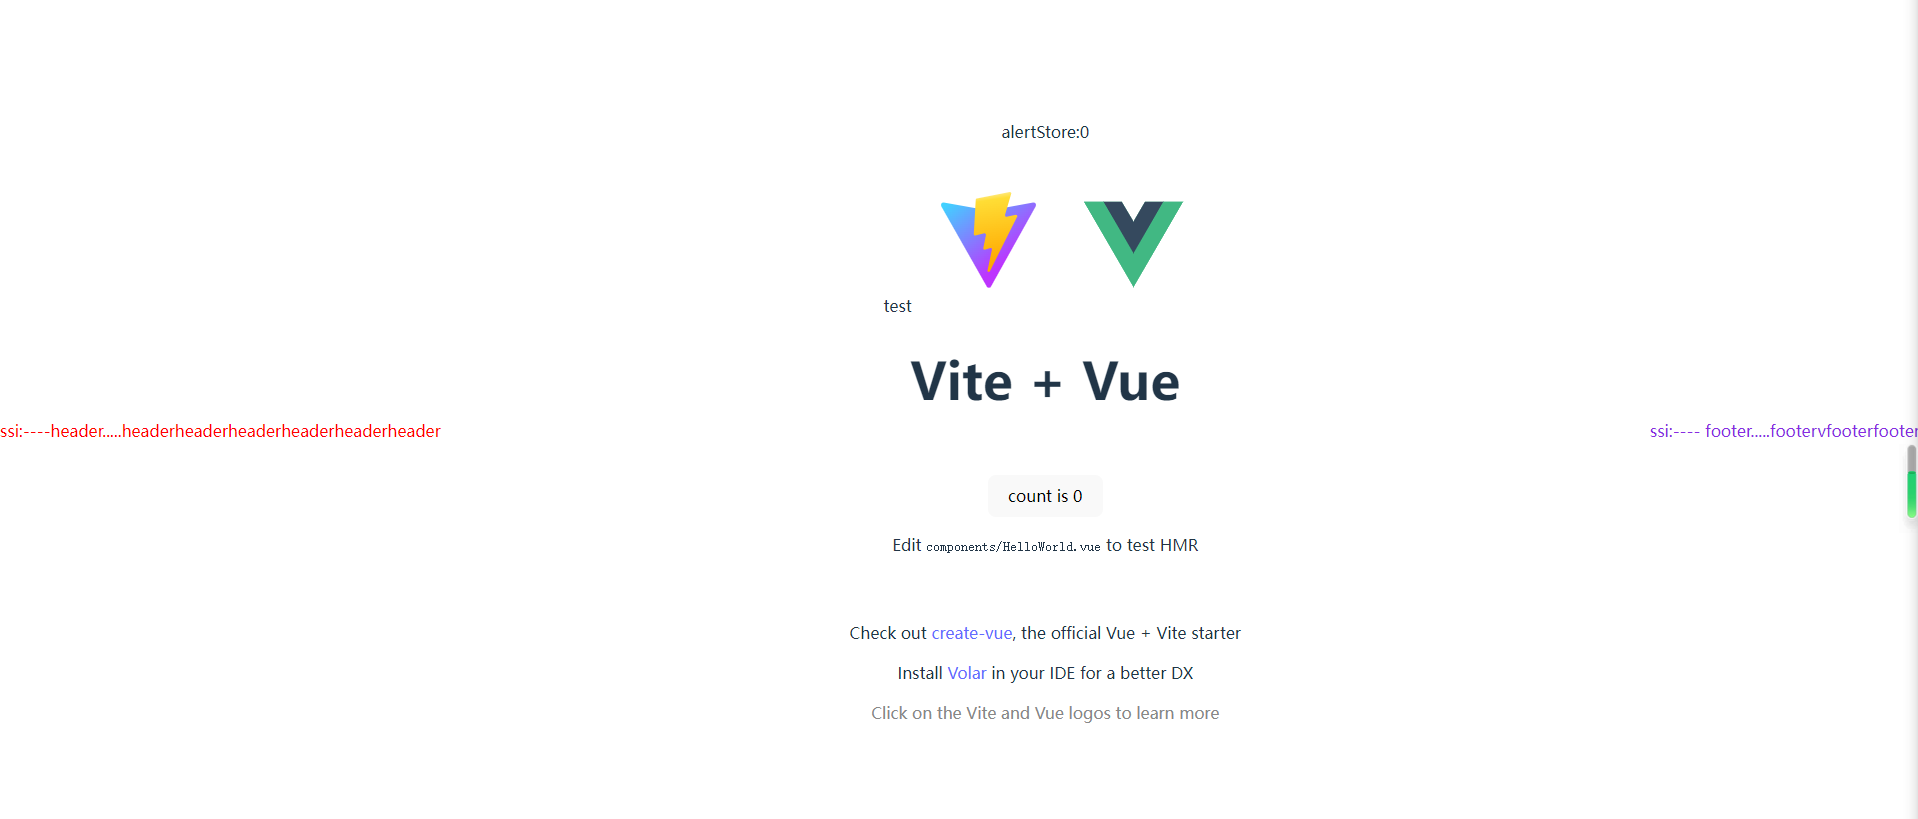 alertStore:0
test
Vite + Vue
ssi:----header.....headerheaderheaderheaderheaderheader
ssi:---- footer.....footervfooterfooter
count is 0
Edit components/HelloWorld.vue to test HMR
Check out create-vue, the official Vue + Vite starter
Install Volar in your IDE for a better DX
Click on the Vite and Vue logos to learn more